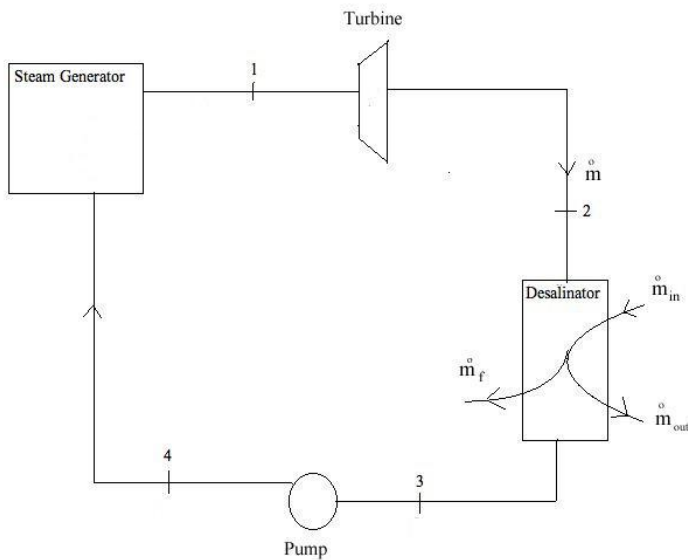 Turbine
Steam Generator
1
m̊
2
Desalinator
m̊in
m̊f
m̊out
4
3
Pump